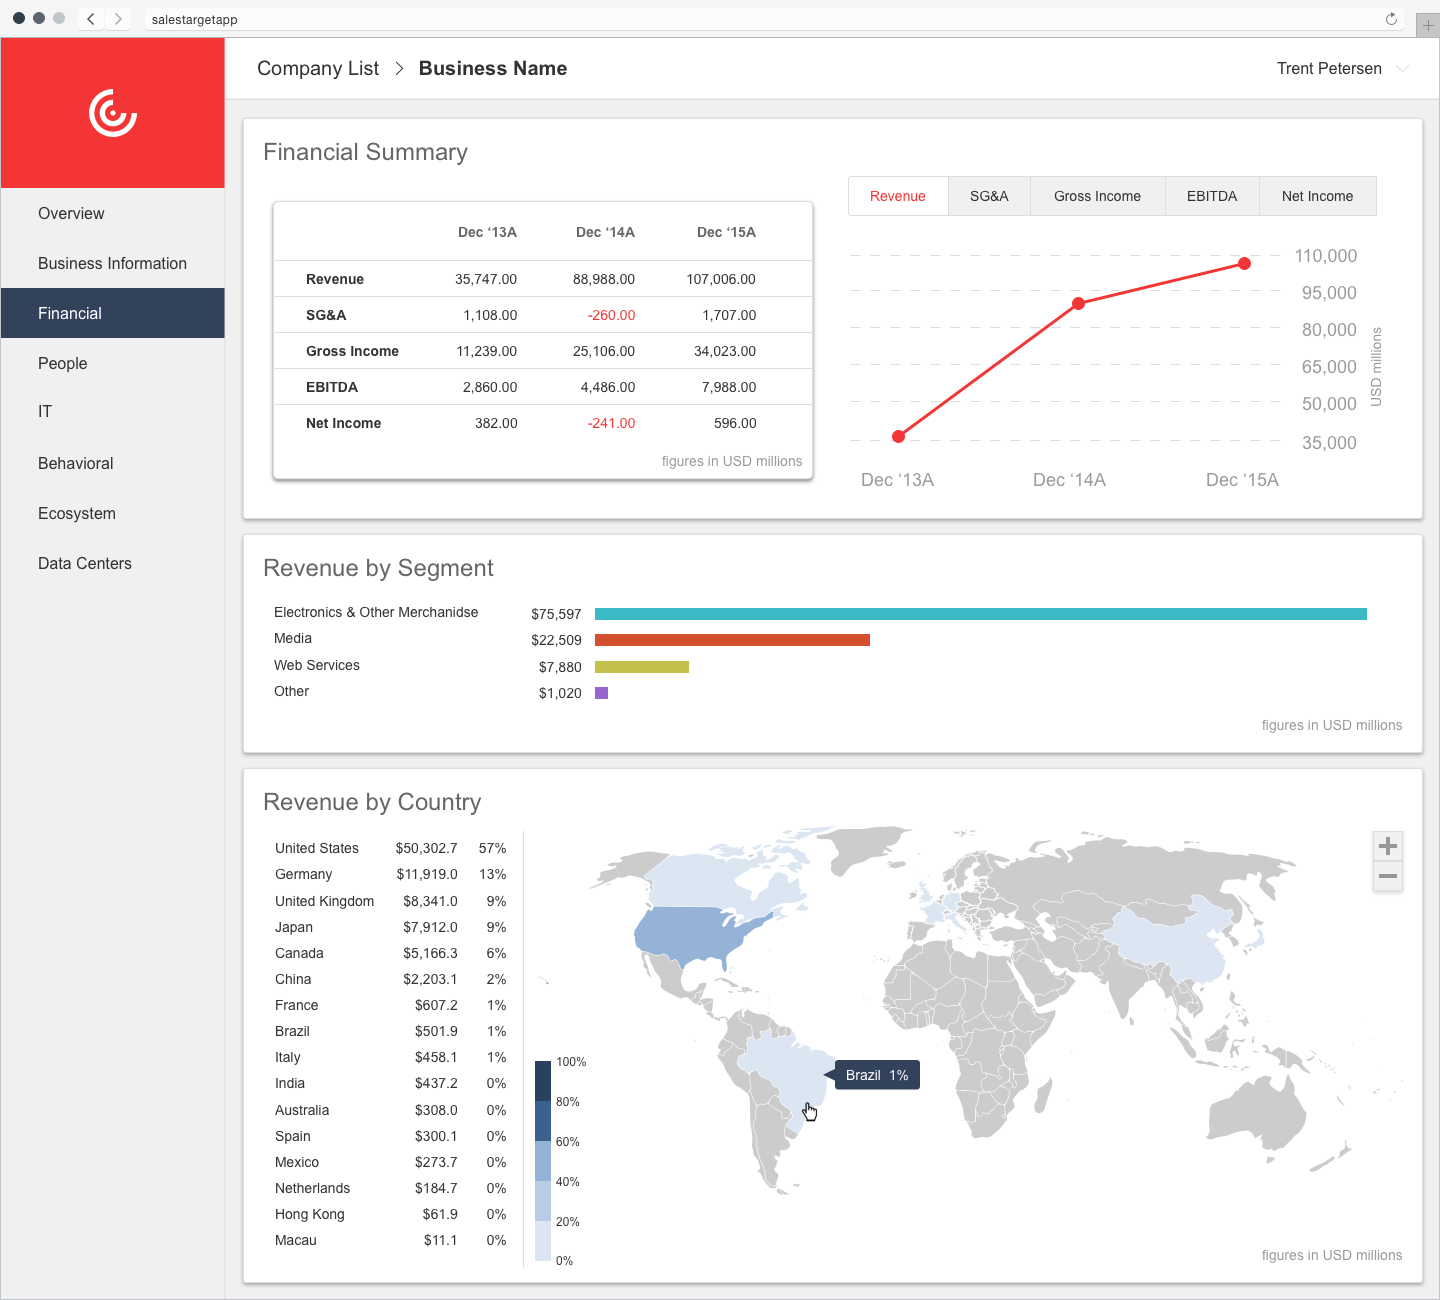 salestargetapp
Company List > Business Name
Trent Petersen
Overview
Business Information
Financial
People
IT
Behavioral
Ecosystem
Data Centers
Financial Summary
Dec ‘13A Dec ‘14A Dec ‘15A
Revenue 35,747.00 88,988.00 107,006.00
SG&A 1,108.00 -260.00 1,707.00
Gross Income 11,239.00 25,106.00 34,023.00
EBITDA 2,860.00 4,486.00 7,988.00
Net Income 382.00 -241.00 596.00
figures in USD millions
Revenue SG&A Gross Income EBITDA Net Income
110,000
95,000
80,000
65,000
50,000
35,000
USD millions
Dec ‘13A Dec ‘14A Dec ‘15A
Revenue by Segment
Electronics & Other Merchanidse $75,597
Media $22,509
Web Services $7,880
Other $1,020
figures in USD millions
Revenue by Country
United States $50,302.7 57%
Germany $11,919.0 13%
United Kingdom $8,341.0 9%
Japan $7,912.0 9%
Canada $5,166.3 6%
China $2,203.1 2%
France $607.2 1%
Brazil $501.9 1%
Italy $458.1 1%
India $437.2 0%
Australia $308.0 0%
Spain $300.1 0%
Mexico $273.7 0%
Netherlands $184.7 0%
Hong Kong $61.9 0%
Macau $11.1 0%
100%
80%
60%
40%
20%
0%
Brazil 1%
figures in USD millions